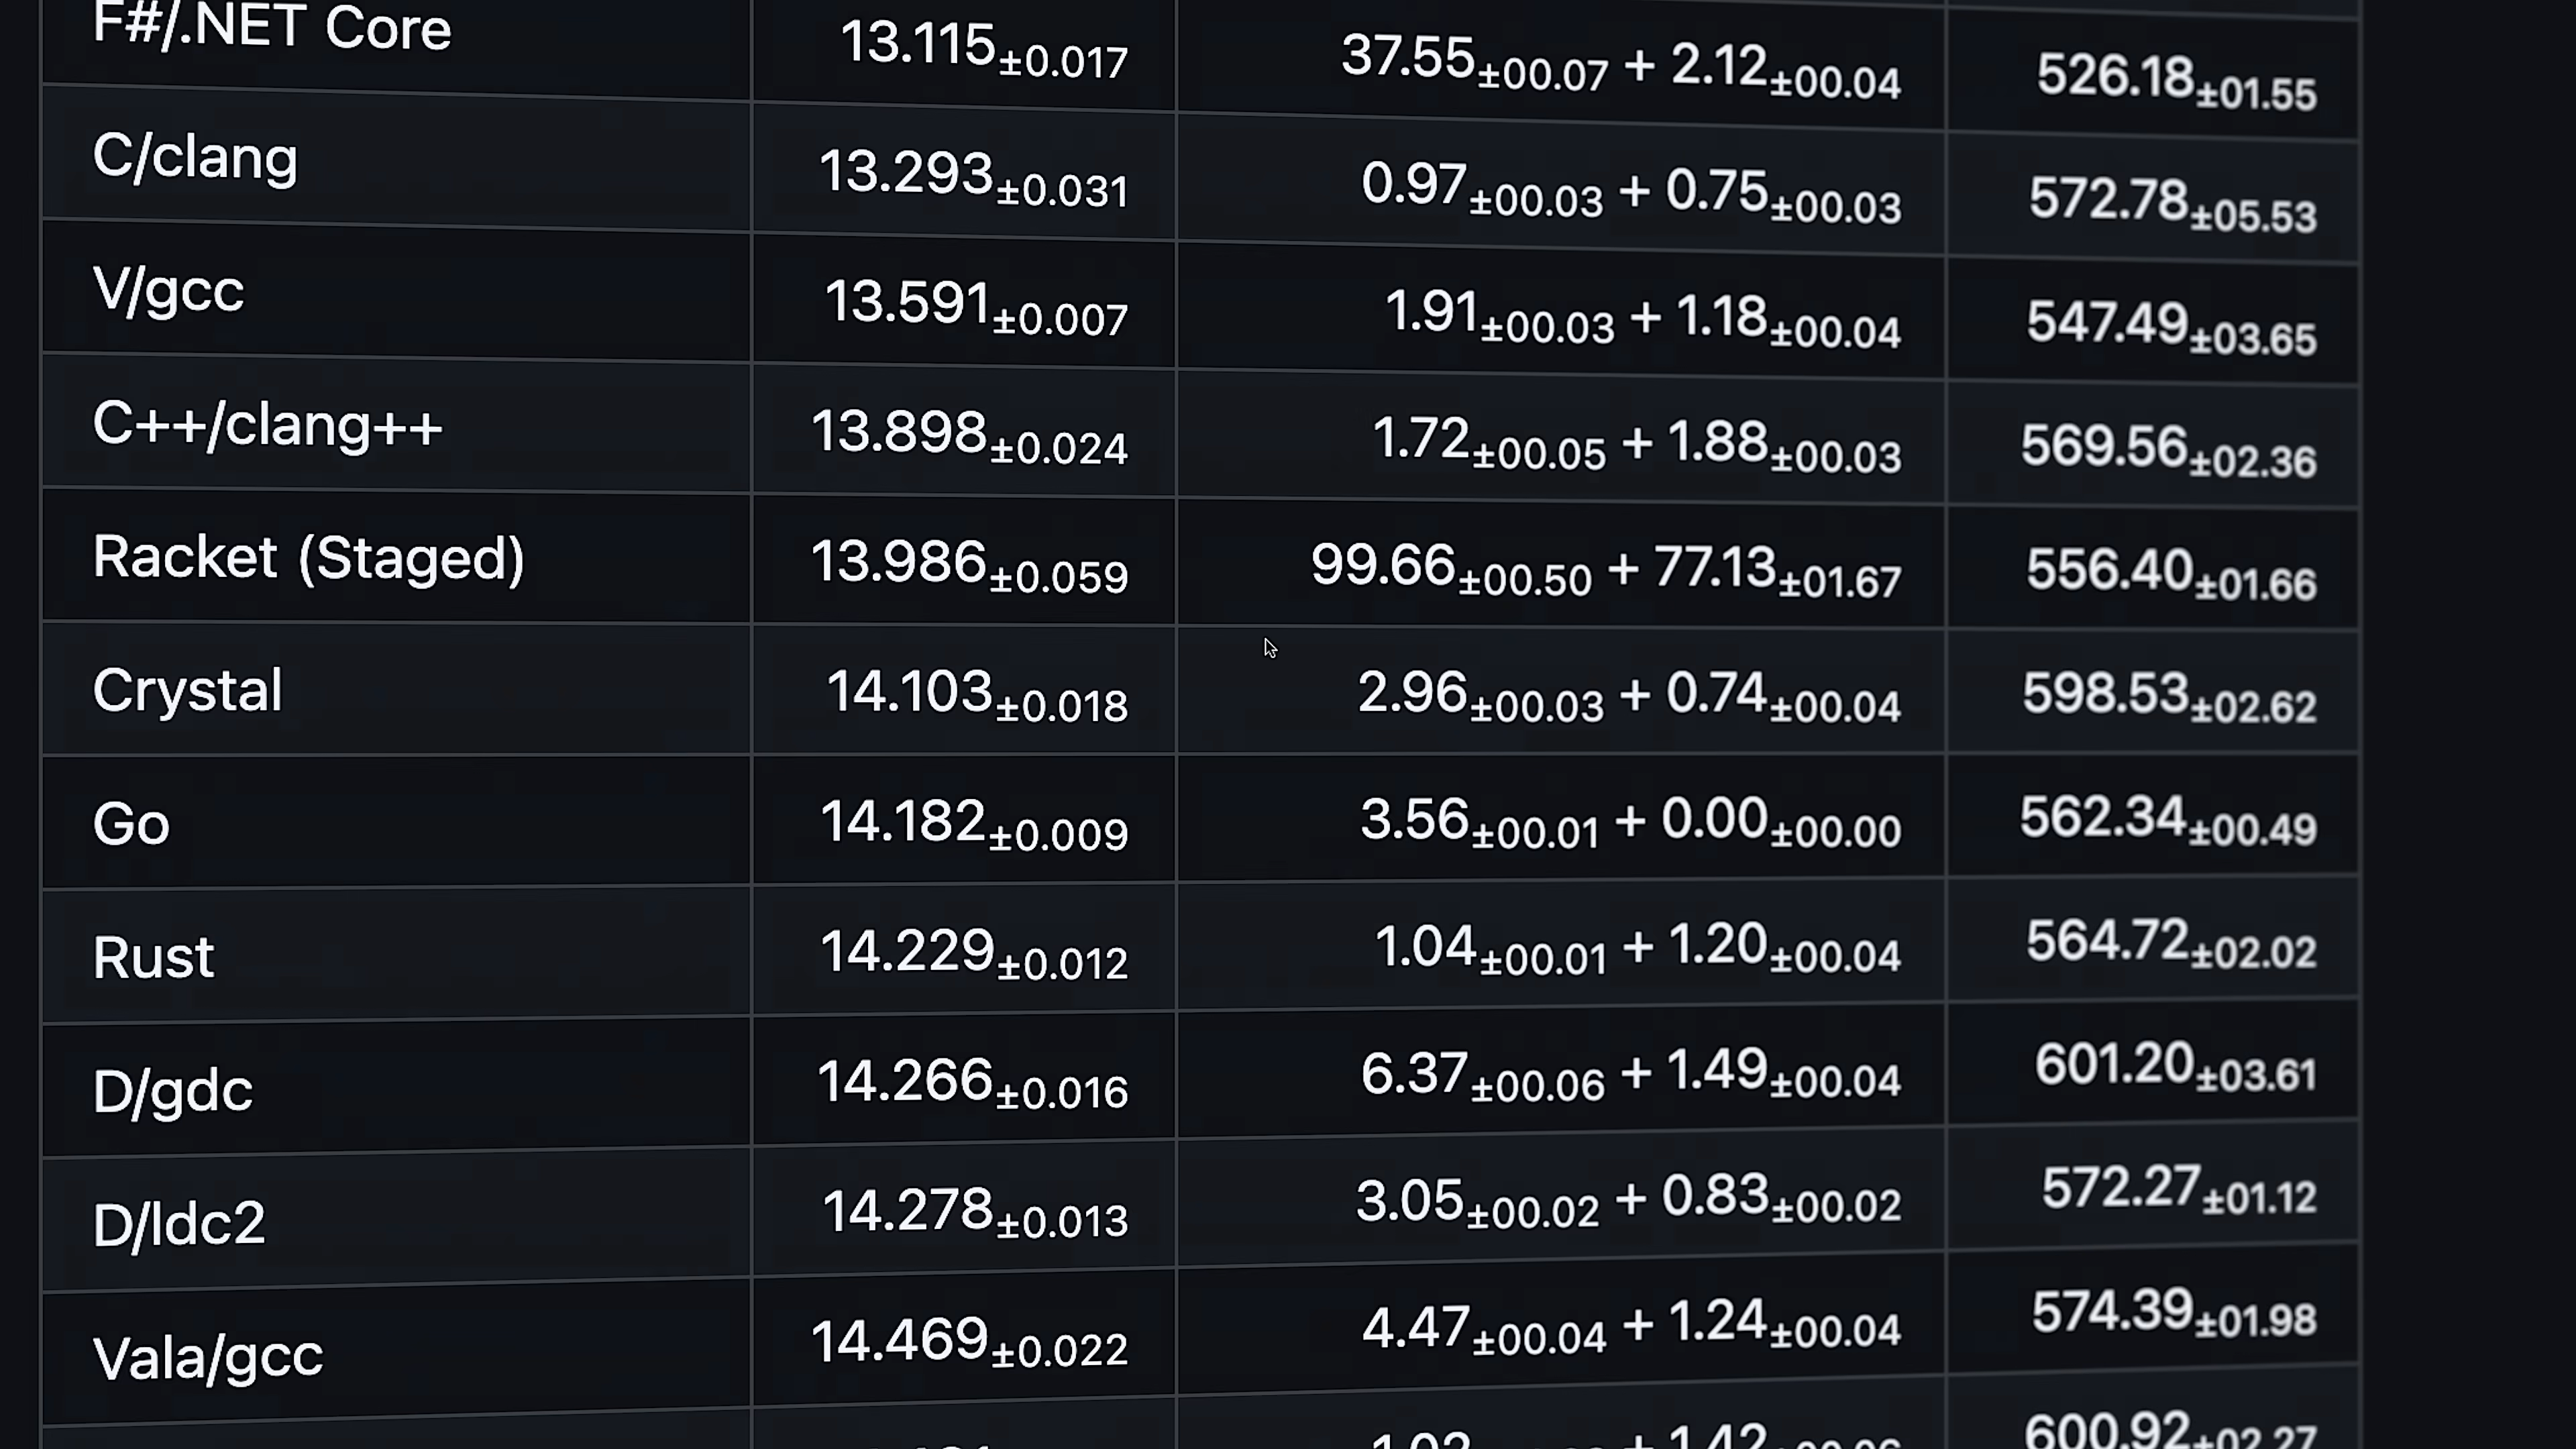 F#/.NET Core 13.115±0.017 37.55±00.07 + 2.12±00.04 526.18±01.55
C/clang 13.293±0.031 0.97±00.03 + 0.75±00.03 572.78±05.53
V/gcc 13.591±0.007 1.91±00.03 + 1.18±00.04 547.49±03.65
C++/clang++ 13.898±0.024 1.72±00.05 + 1.88±00.03 569.56±02.36
Racket (Staged) 13.986±0.059 99.66±00.50 + 77.13±01.67 556.40±01.66
Crystal 14.103±0.018 2.96±00.03 + 0.74±00.04 598.53±02.62
Go 14.182±0.009 3.56±00.01 + 0.00±00.00 562.34±00.49
Rust 14.229±0.012 1.04±00.01 + 1.20±00.04 564.72±02.02
D/gdc 14.266±0.016 6.37±00.06 + 1.49±00.04 601.20±03.61
D/ldc2 14.278±0.013 3.05±00.02 + 0.83±00.02 572.27±01.12
Vala/gcc 14.469±0.022 4.47±00.04 + 1.24±00.04 574.39±01.98
600.92±02.27